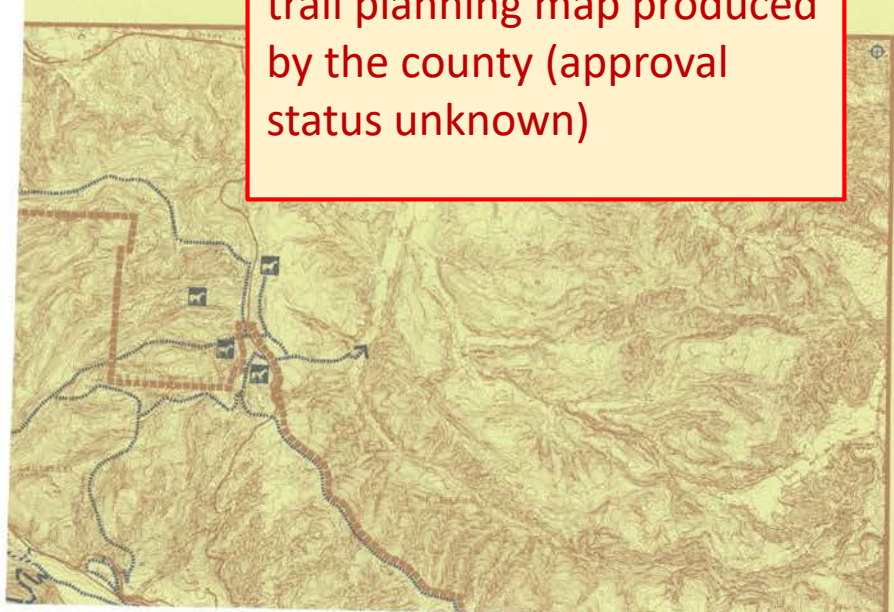 trail planning map produced
by the county (approval
status unknown)